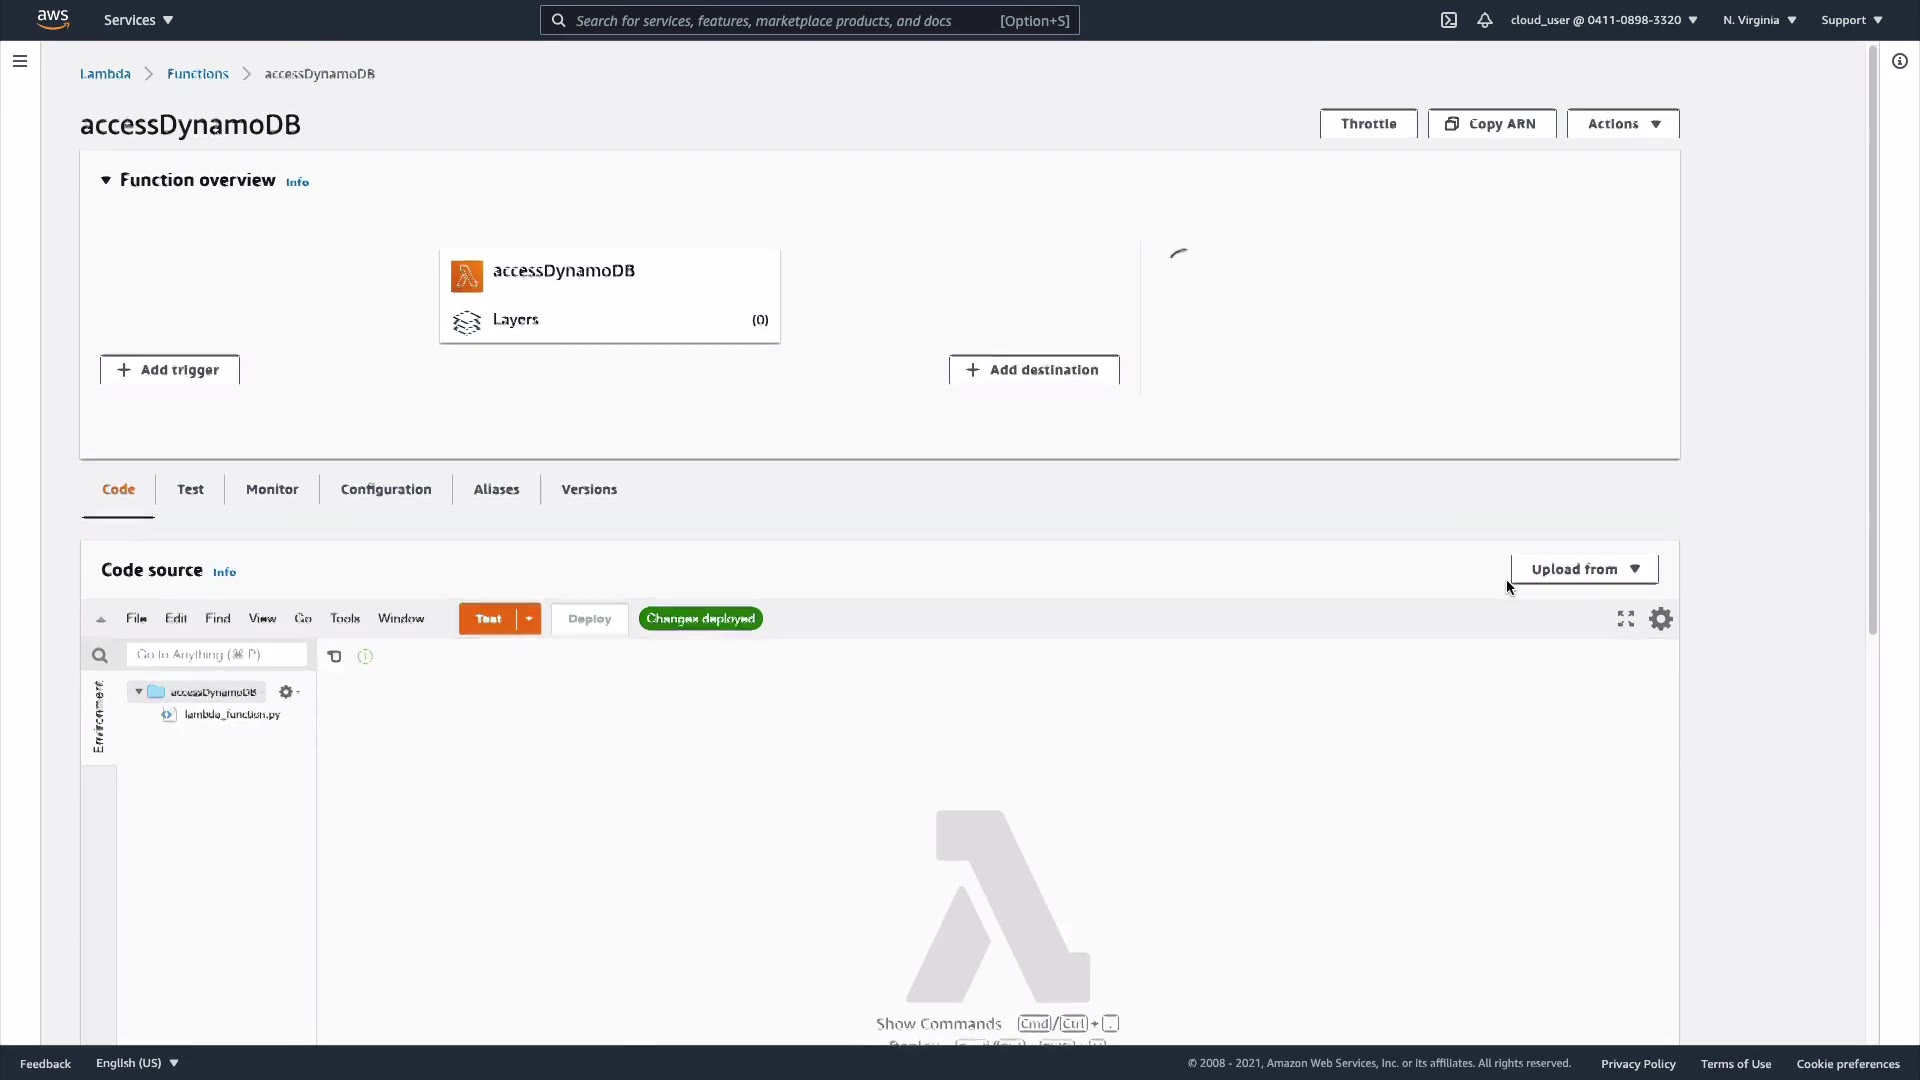 aws Services Search for services, features, marketplace products, and docs [Option+S] cloud_user @ 0411-0898-3320 N. Virginia Support
Lambda Functions accessDynamoDB
accessDynamoDB
Throttle Copy ARN Actions
Function overview Info
accessDynamoDB
Layers (0)
+ Add trigger
+ Add destination
Code Test Monitor Configuration Aliases Versions
Code source Info
Upload from
File Edit Find View Go Tools Window Test Deploy Changes deployed
Go to Anything (⌘ P)
accessDynamoDB
lambda_function.py
Environment
Show Commands Cmd/Ctrl + .
Feedback English (US) © 2008 - 2021, Amazon Web Services, Inc. or its affiliates. All rights reserved. Privacy Policy Terms of Use Cookie preferences